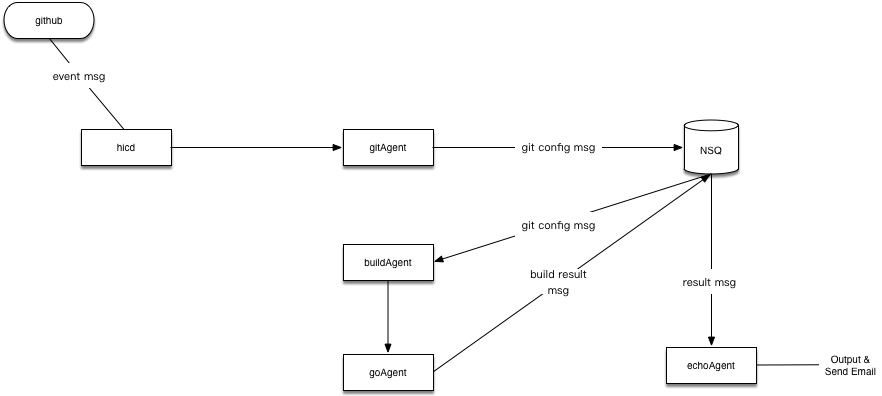 github
event msg
hicd
gitAgent
git config msg
NSQ
git config msg
buildAgent
build result
msg
result msg
goAgent
echoAgent
Output &
Send Email